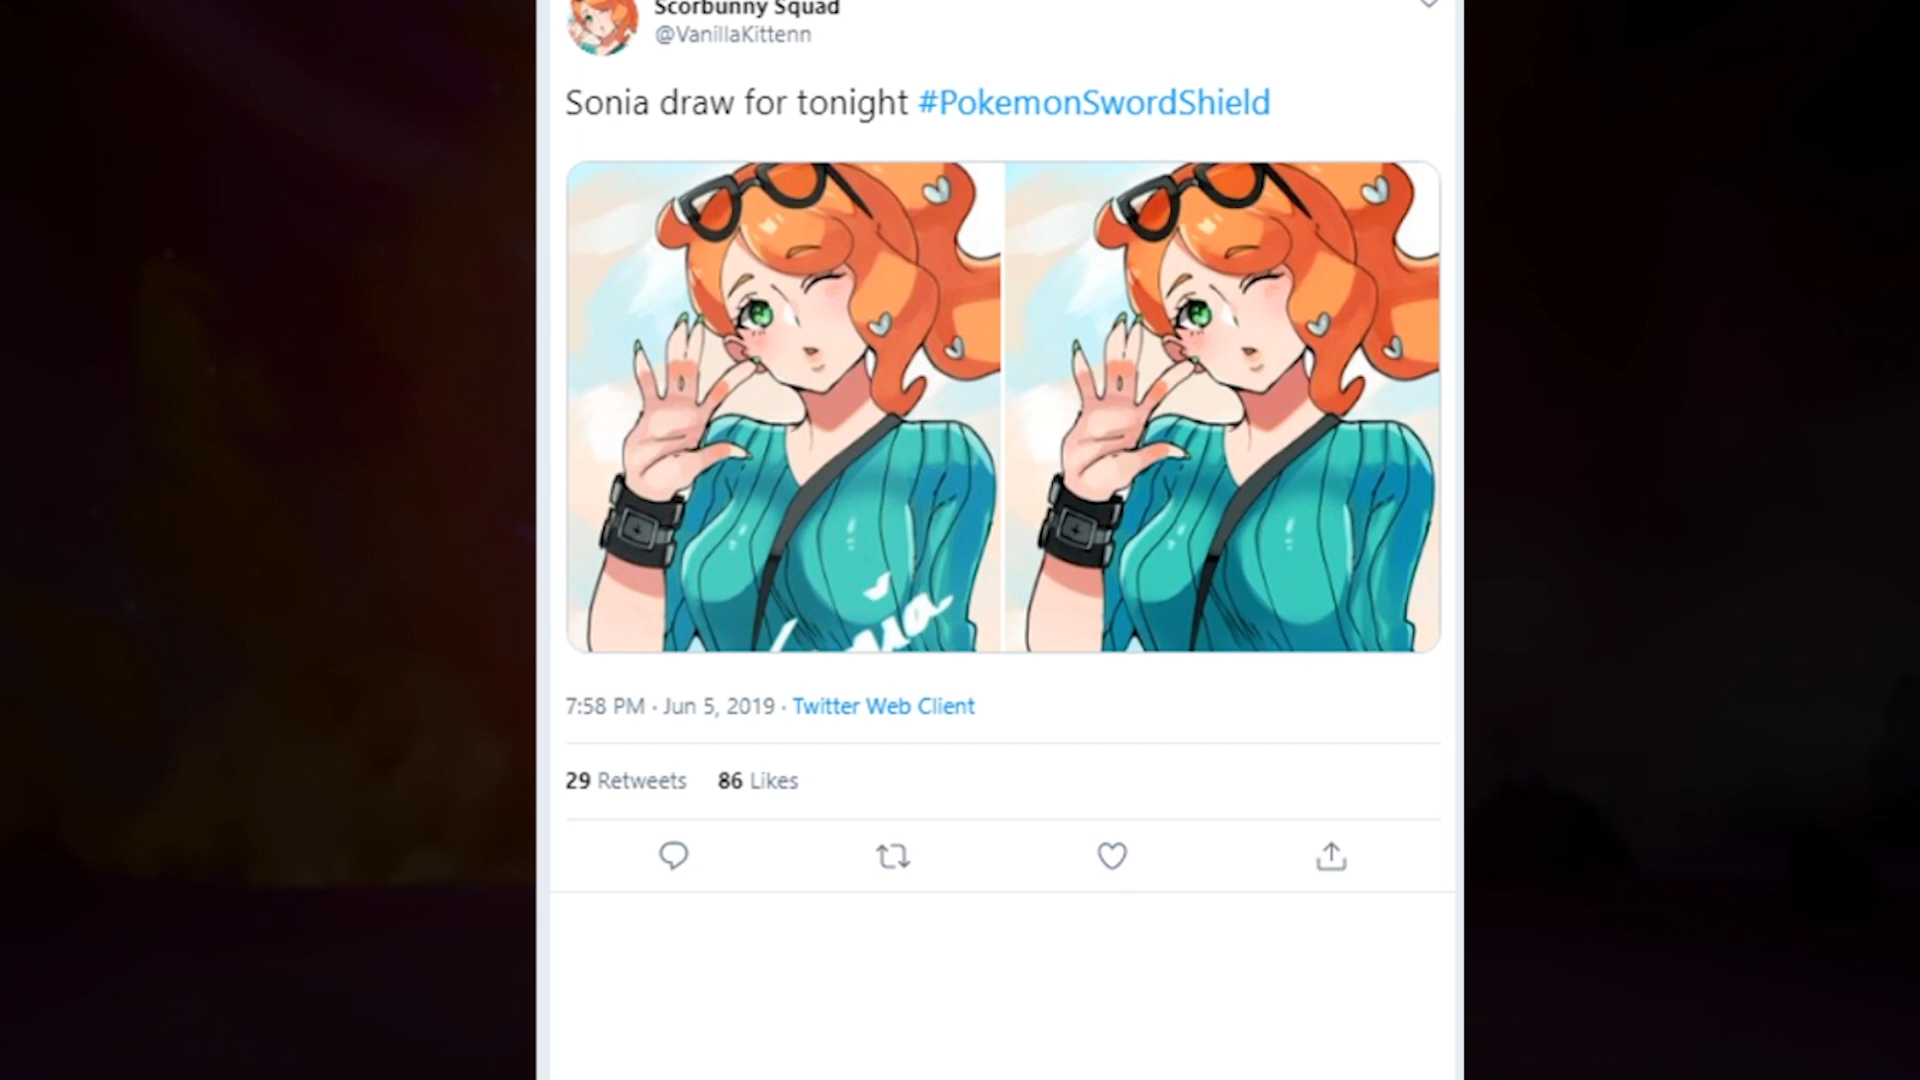 Scorbunny Squad
@VanillaKittenn
Sonia draw for tonight #PokemonSwordShield
7:58 PM · Jun 5, 2019 · Twitter Web Client
29 Retweets 86 Likes